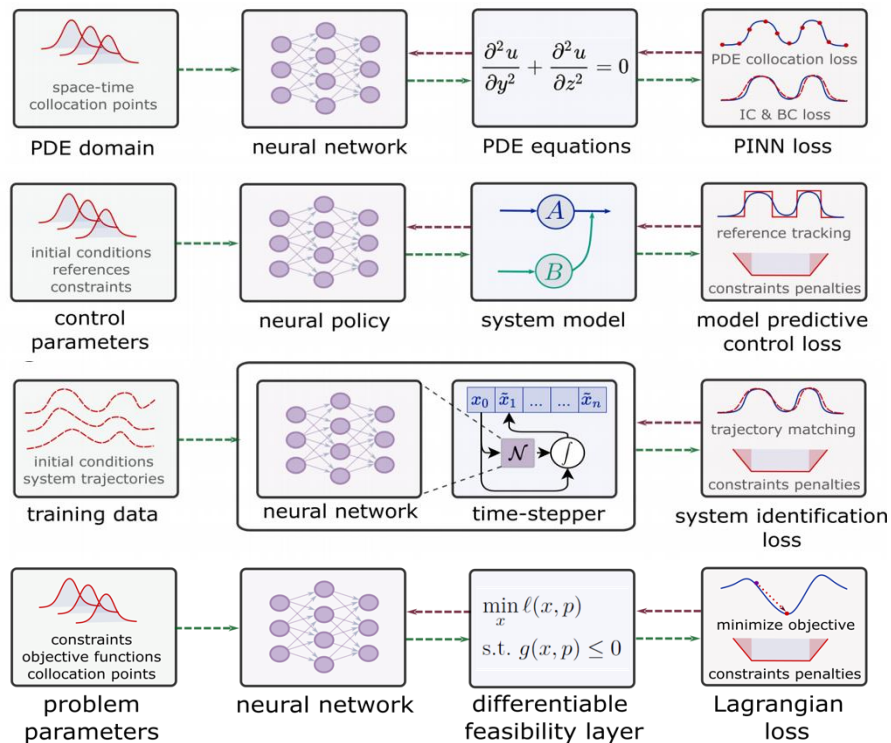 space-time
collocation points
PDE domain
neural network
∂²u/∂y² + ∂²u/∂z² = 0
PDE equations
PDE collocation loss
IC & BC loss
PINN loss
initial conditions
references
constraints
control
parameters
neural policy
A
B
system model
reference tracking
constraints penalties
model predictive
control loss
initial conditions
system trajectories
training data
neural network
x₀ x̃₁ ... ... x̃ₙ
𝒩 ∫
time-stepper
trajectory matching
constraints penalties
system identification
loss
constraints
objective functions
collocation points
problem
parameters
neural network
min ℓ(x, p)
x
s.t. g(x, p) ≤ 0
differentiable
feasibility layer
minimize objective
constraints penalties
Lagrangian
loss